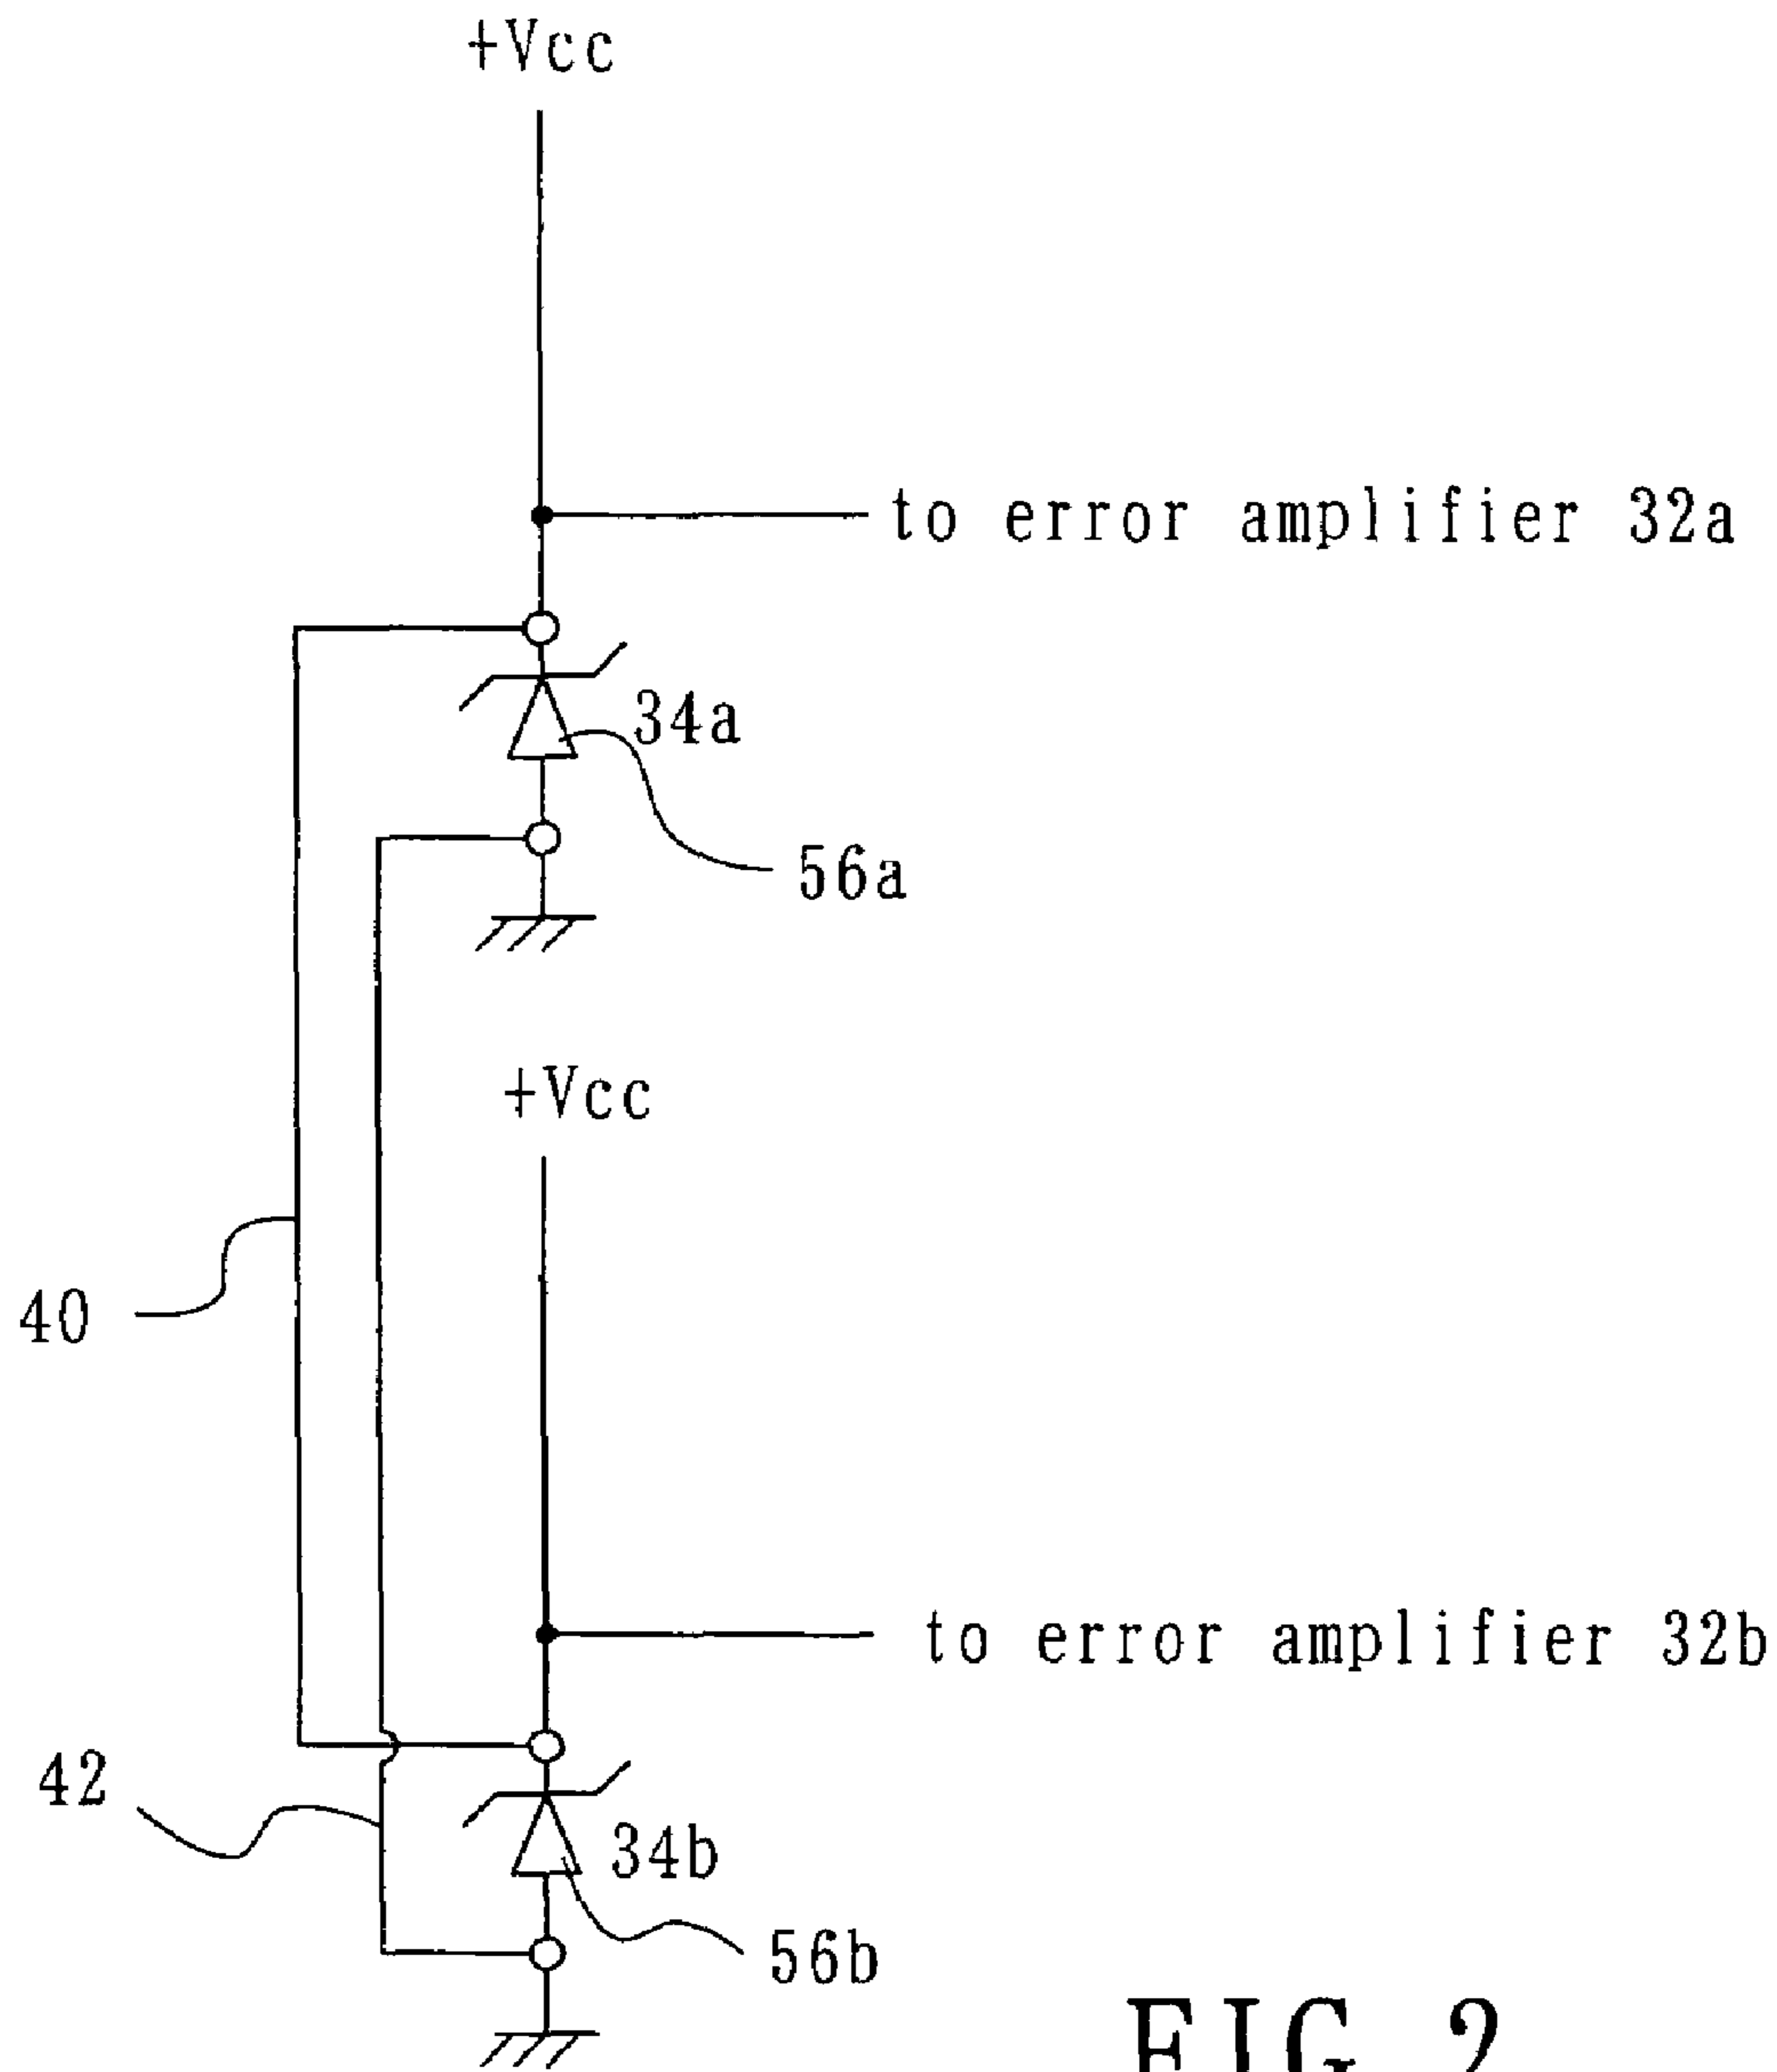 +Vcc
to error amplifier 32a
34a
56a
+Vcc
40
to error amplifier 32b
42
34b
56b
FIG.2